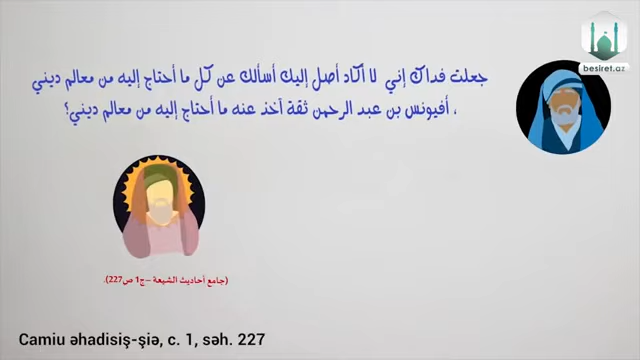 besiret.az
جعلت فداك إني لا أكاد أصل إليك أسألك عن كل ما أحتاج إليه من معالم ديني
، أفيونس بن عبد الرحمن ثقة آخذ عنه ما أحتاج إليه من معالم ديني؟
(جامع أحاديث الشيعة –ج1 ص227).
Camiu əhadisiş-şiə, c. 1, səh. 227